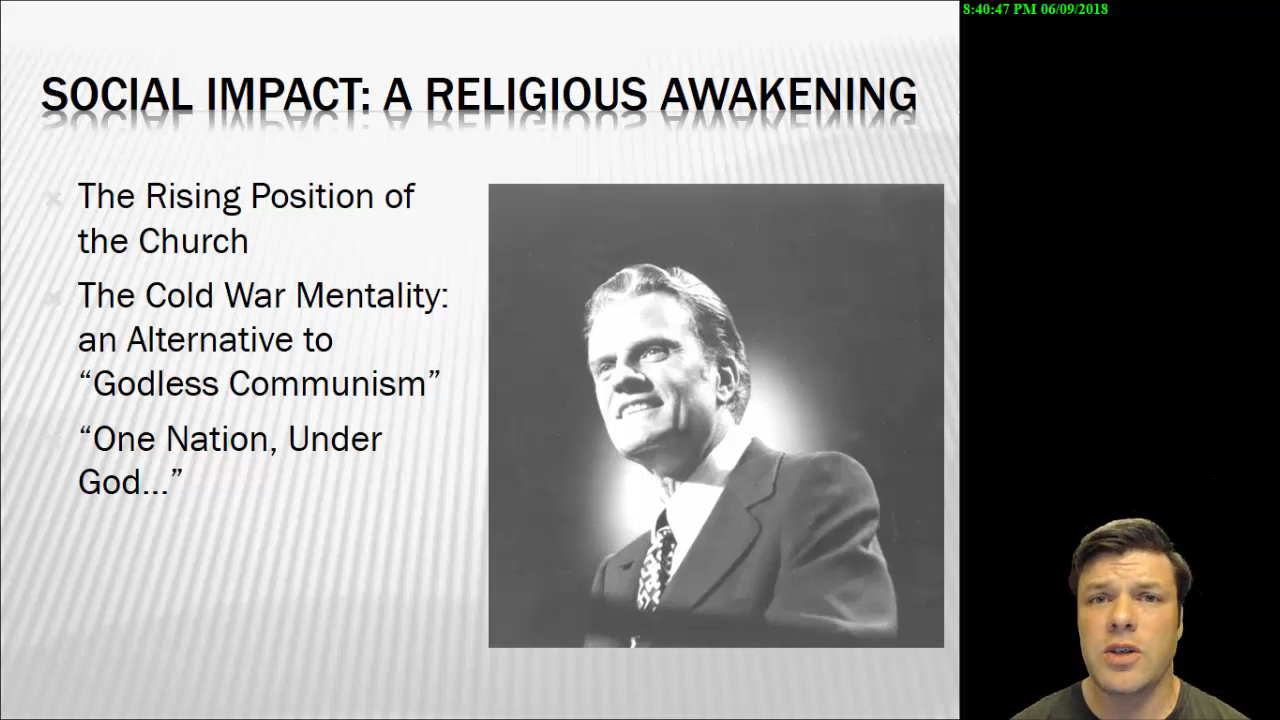 8:40:47 PM 06/09/2018
SOCIAL IMPACT: A RELIGIOUS AWAKENING
The Rising Position of
the Church
The Cold War Mentality:
an Alternative to
“Godless Communism”
“One Nation, Under
God…”